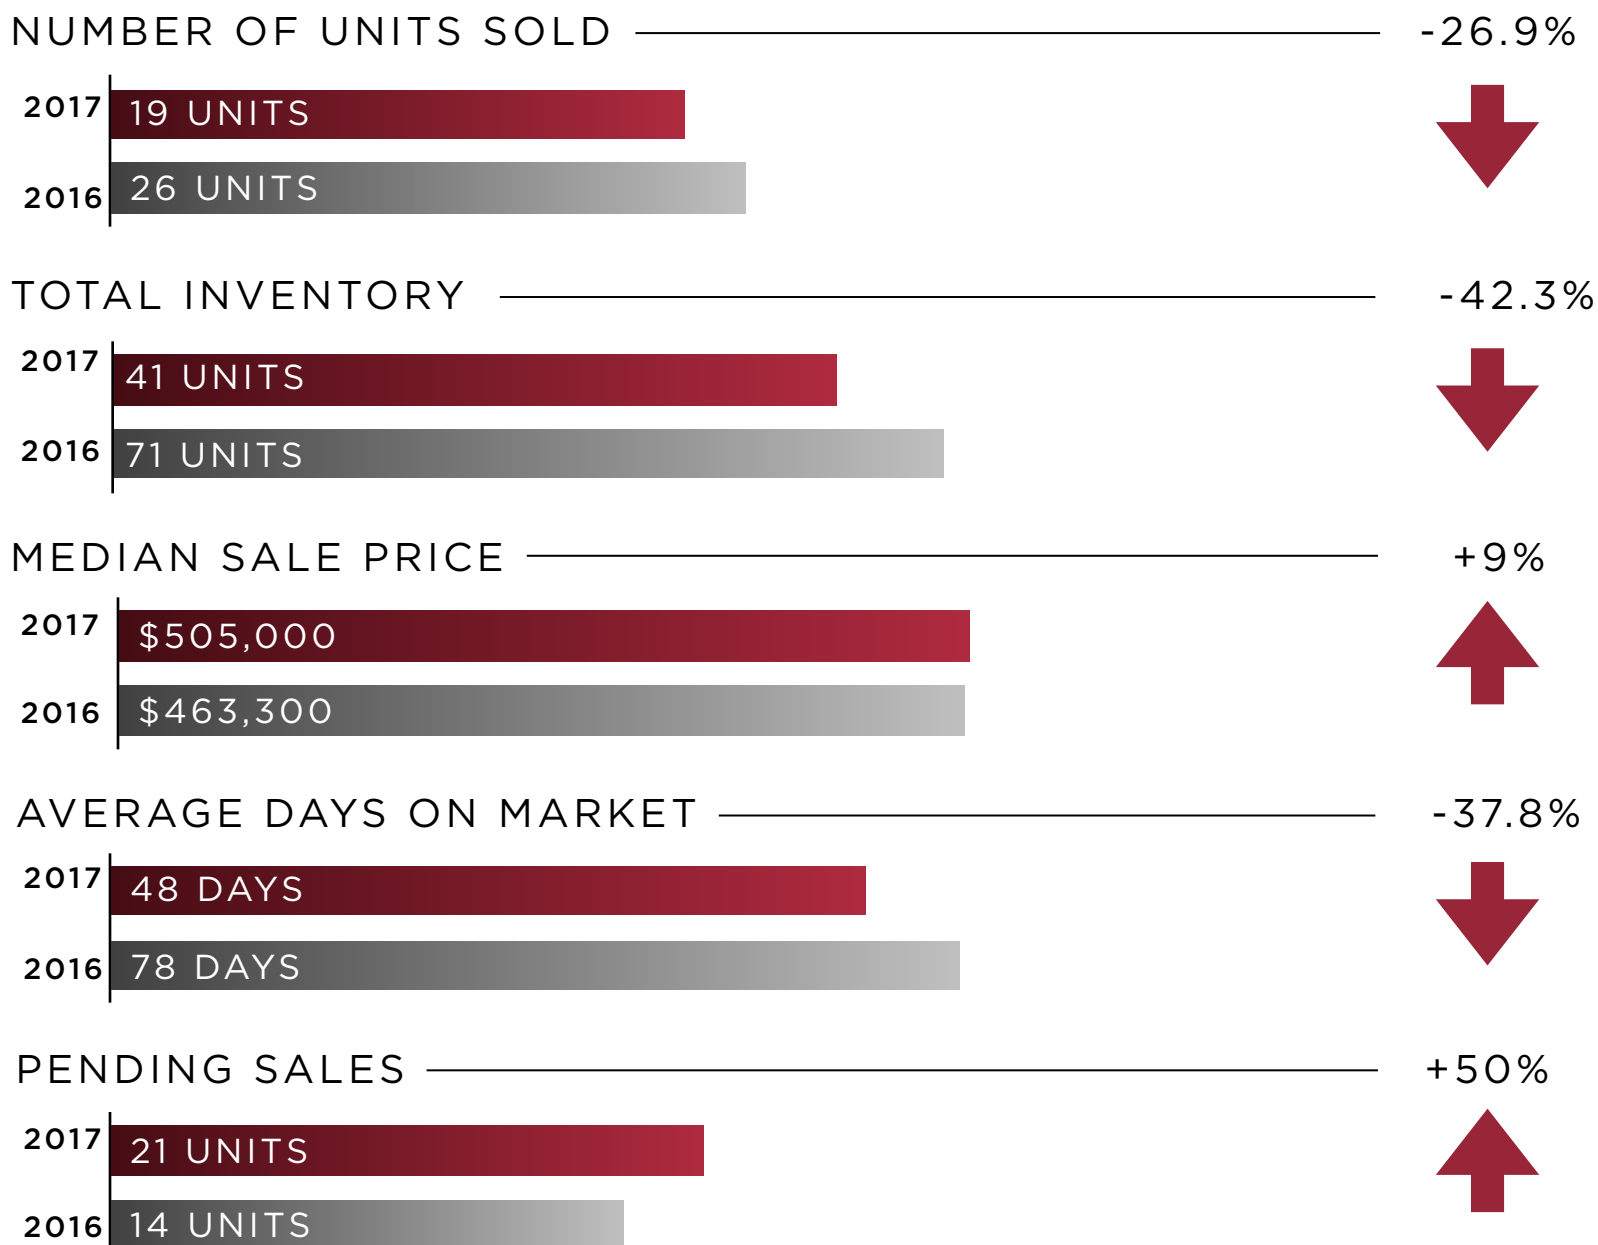 NUMBER OF UNITS SOLD -26.9%
2017 19 UNITS
2016 26 UNITS
TOTAL INVENTORY -42.3%
2017 41 UNITS
2016 71 UNITS
MEDIAN SALE PRICE +9%
2017 $505,000
2016 $463,300
AVERAGE DAYS ON MARKET -37.8%
2017 48 DAYS
2016 78 DAYS
PENDING SALES +50%
2017 21 UNITS
2016 14 UNITS